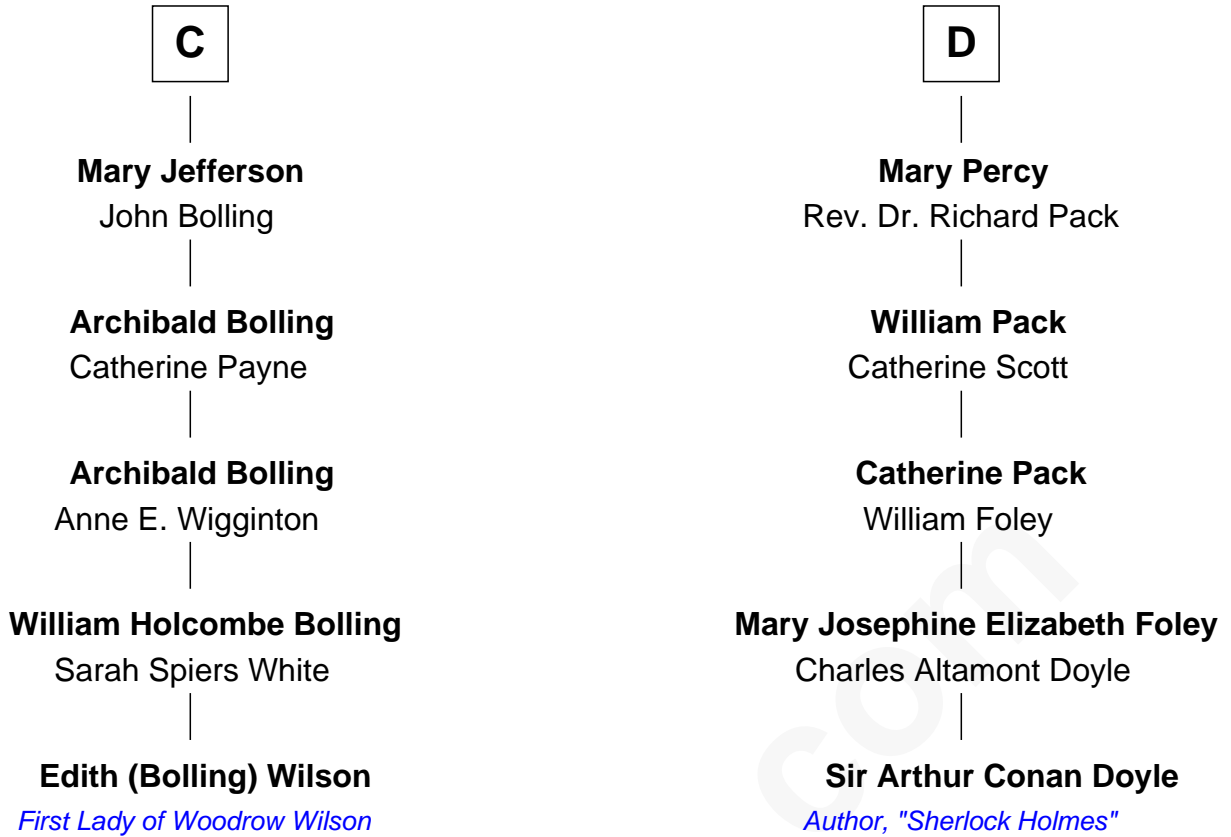 C
Mary Jefferson
John Bolling
Archibald Bolling
Catherine Payne
Archibald Bolling
Anne E. Wigginton
William Holcombe Bolling
Sarah Spiers White
Edith (Bolling) Wilson
First Lady of Woodrow Wilson
D
Mary Percy
Rev. Dr. Richard Pack
William Pack
Catherine Scott
Catherine Pack
William Foley
Mary Josephine Elizabeth Foley
Charles Altamont Doyle
Sir Arthur Conan Doyle
Author, "Sherlock Holmes"
com